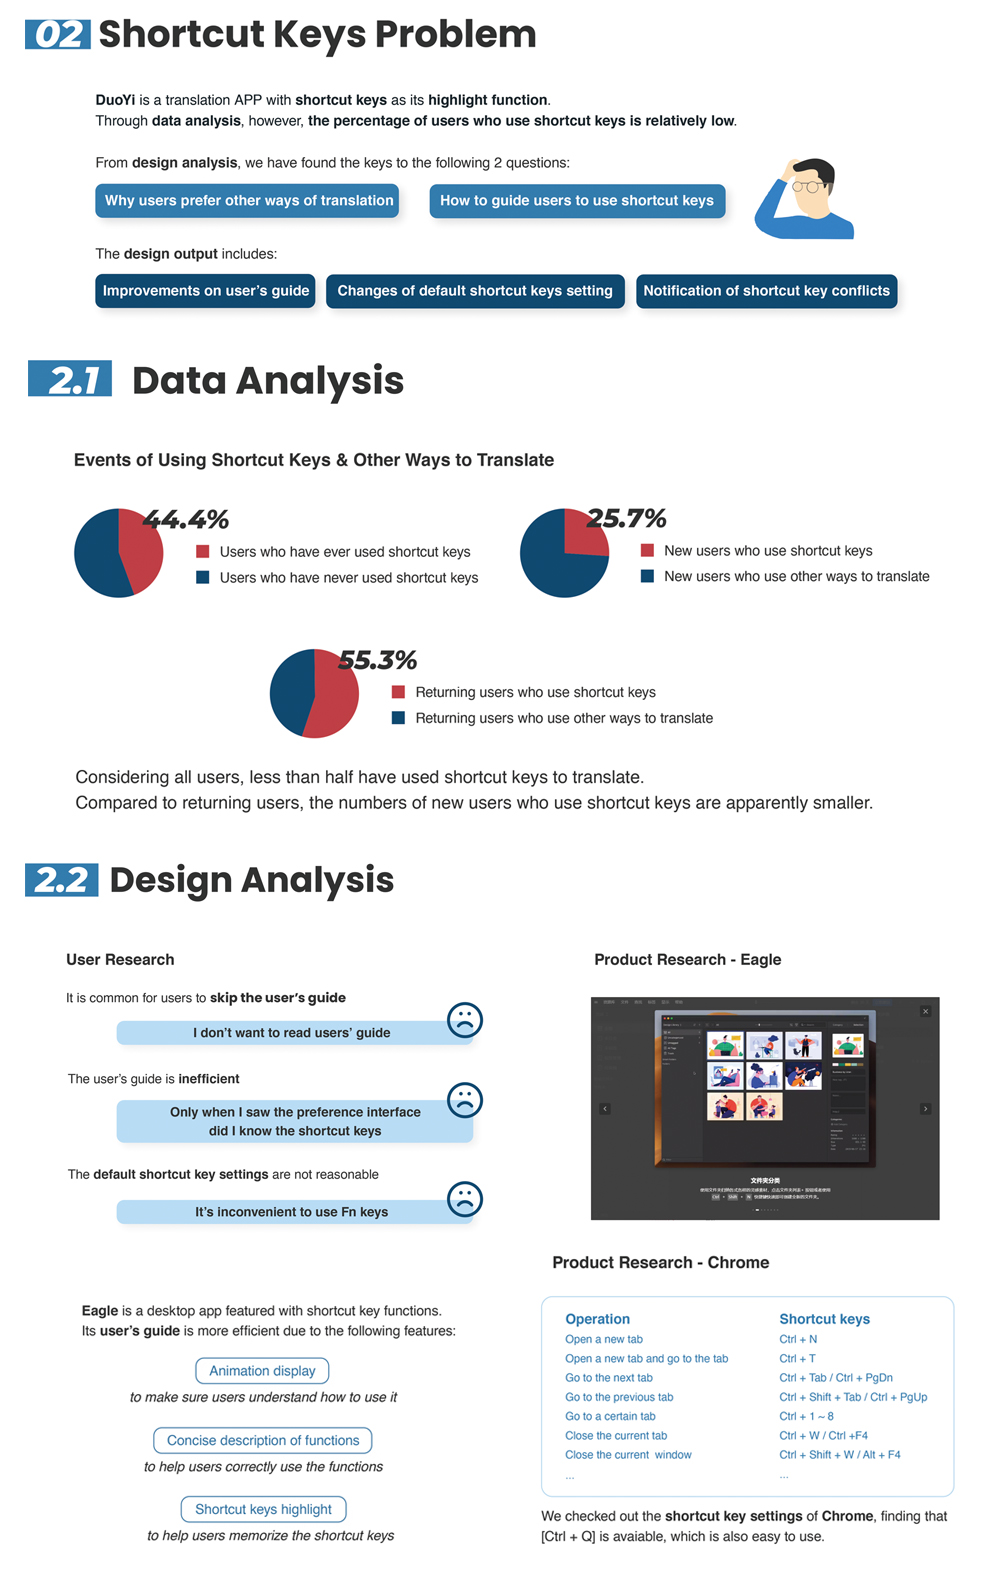 02 Shortcut Keys Problem
DuoYi is a translation APP with shortcut keys as its highlight function.
Through data analysis, however, the percentage of users who use shortcut keys is relatively low.
From design analysis, we have found the keys to the following 2 questions:
Why users prefer other ways of translation
How to guide users to use shortcut keys
The design output includes:
Improvements on user's guide
Changes of default shortcut keys setting
Notification of shortcut key conflicts
2.1 Data Analysis
Events of Using Shortcut Keys & Other Ways to Translate
44.4%
Users who have ever used shortcut keys
Users who have never used shortcut keys
25.7%
New users who use shortcut keys
New users who use other ways to translate
55.3%
Returning users who use shortcut keys
Returning users who use other ways to translate
Considering all users, less than half have used shortcut keys to translate.
Compared to returning users, the numbers of new users who use shortcut keys are apparently smaller.
2.2 Design Analysis
User Research
It is common for users to skip the user's guide
I don't want to read users' guide
The user's guide is inefficient
Only when I saw the preference interface
did I know the shortcut keys
The default shortcut key settings are not reasonable
It's inconvenient to use Fn keys
Product Research - Eagle
文件夹分类
Ctrl + Shift + N
Eagle is a desktop app featured with shortcut key functions.
Its user's guide is more efficient due to the following features:
Animation display
to make sure users understand how to use it
Concise description of functions
to help users correctly use the functions
Shortcut keys highlight
to help users memorize the shortcut keys
Product Research - Chrome
Operation Shortcut keys
Open a new tab Ctrl + N
Open a new tab and go to the tab Ctrl + T
Go to the next tab Ctrl + Tab / Ctrl + PgDn
Go to the previous tab Ctrl + Shift + Tab / Ctrl + PgUp
Go to a certain tab Ctrl + 1 ~ 8
Close the current tab Ctrl + W / Ctrl +F4
Close the current window Ctrl + Shift + W / Alt + F4
... ...
We checked out the shortcut key settings of Chrome, finding that
[Ctrl + Q] is avaiable, which is also easy to use.